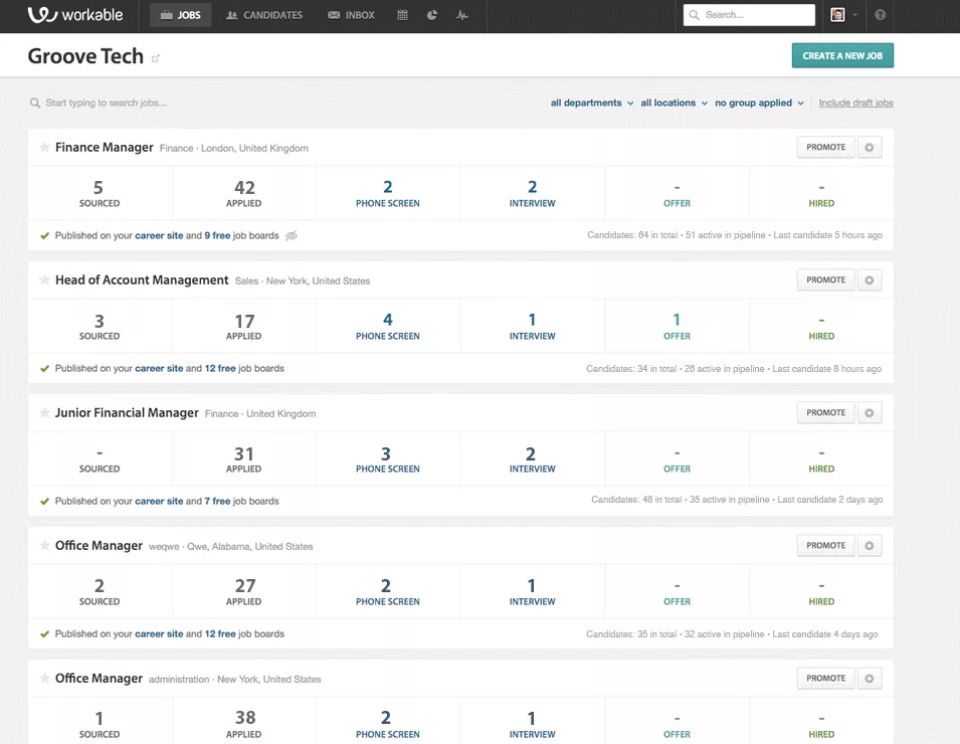 workable JOBS CANDIDATES INBOX Search...
Groove Tech CREATE A NEW JOB
Start typing to search jobs... all departments all locations no group applied Include draft jobs
Finance Manager Finance · London, United Kingdom PROMOTE
5 42 2 2 - -
SOURCED APPLIED PHONE SCREEN INTERVIEW OFFER HIRED
Published on your career site and 9 free job boards Candidates: 64 in total • 51 active in pipeline • Last candidate 5 hours ago
Head of Account Management Sales · New York, United States PROMOTE
3 17 4 1 1 -
SOURCED APPLIED PHONE SCREEN INTERVIEW OFFER HIRED
Published on your career site and 12 free job boards Candidates: 34 in total • 26 active in pipeline • Last candidate 8 hours ago
Junior Financial Manager Finance · United Kingdom PROMOTE
- 31 3 2 - -
SOURCED APPLIED PHONE SCREEN INTERVIEW OFFER HIRED
Published on your career site and 7 free job boards Candidates: 46 in total • 35 active in pipeline • Last candidate 2 days ago
Office Manager weqwe · Qwe, Alabama, United States PROMOTE
2 27 2 1 - -
SOURCED APPLIED PHONE SCREEN INTERVIEW OFFER HIRED
Published on your career site and 12 free job boards Candidates: 35 in total • 32 active in pipeline • Last candidate 4 days ago
Office Manager administration · New York, United States PROMOTE
1 38 2 1 - -
SOURCED APPLIED PHONE SCREEN INTERVIEW OFFER HIRED